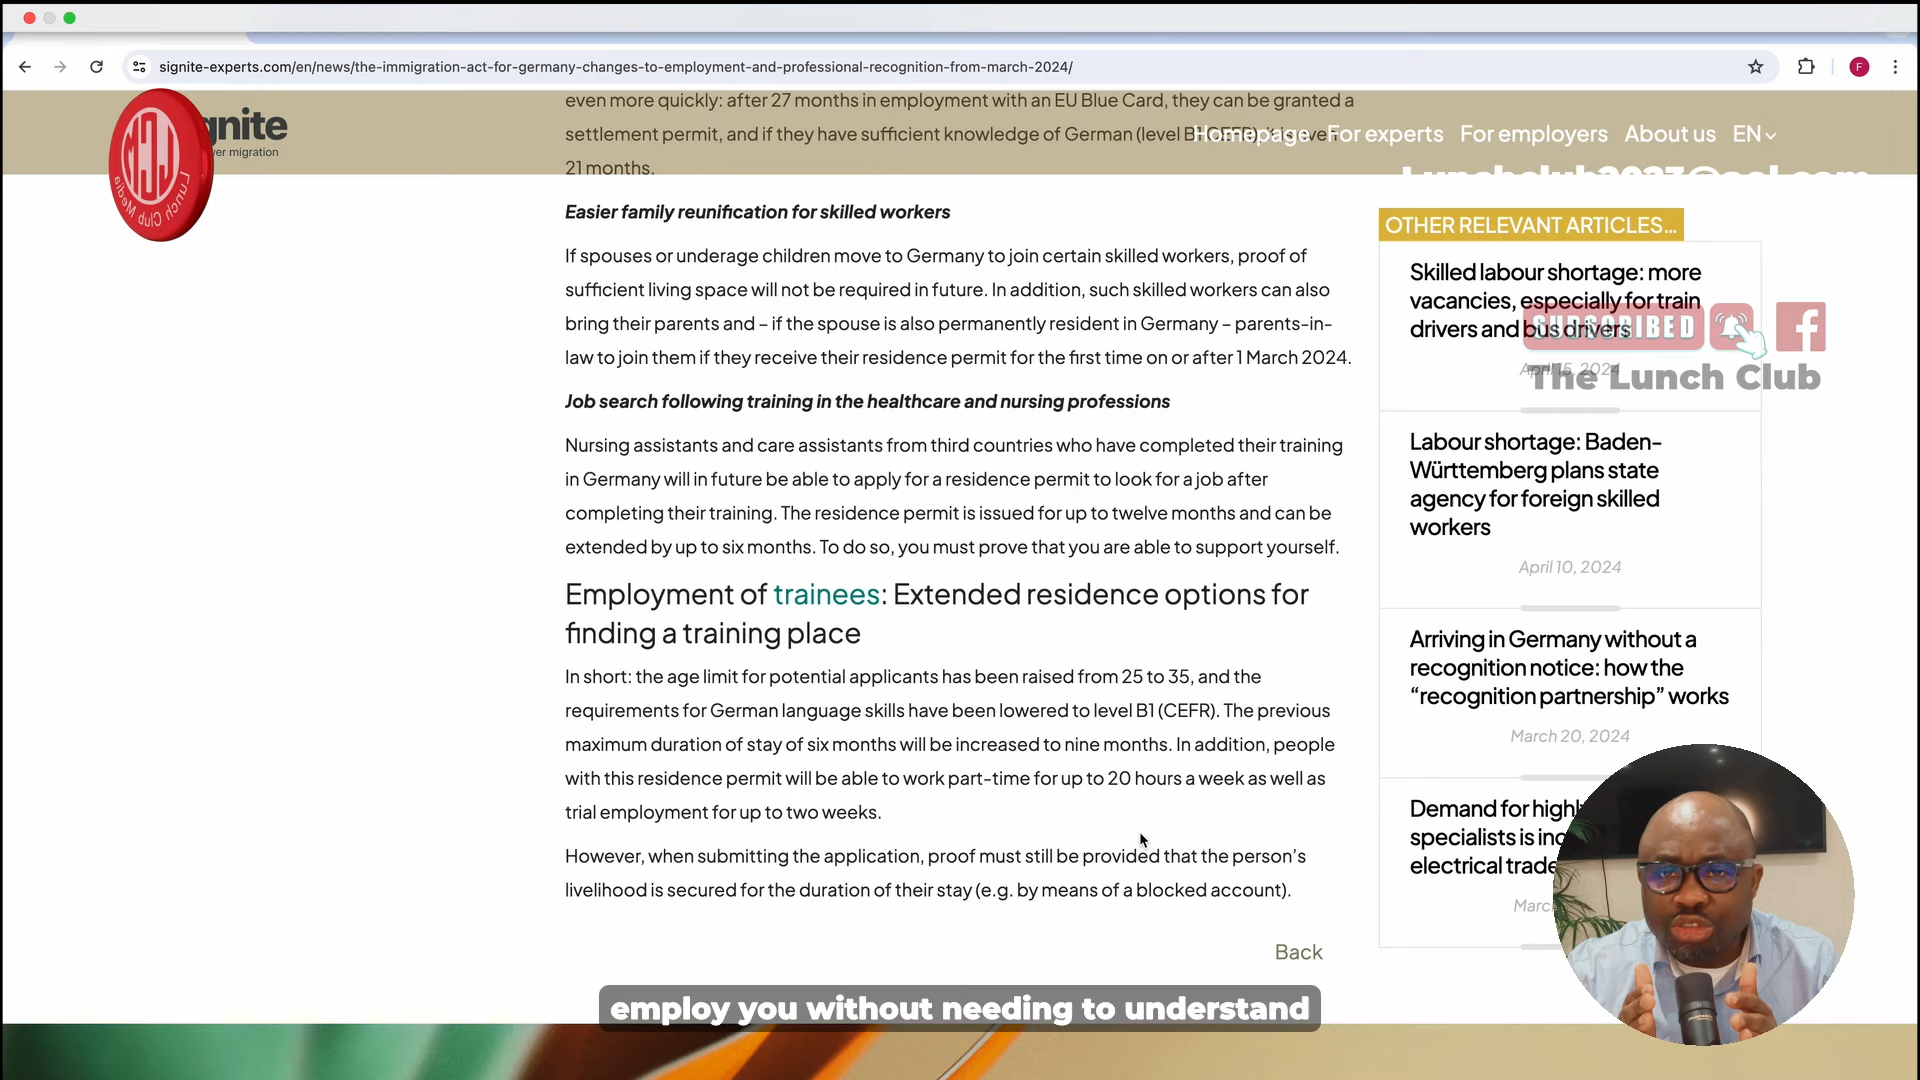 signite-experts.com/en/news/the-immigration-act-for-germany-changes-to-employment-and-professional-recognition-from-march-2024/
F
gnite
er migration
LCM
Lunch Club Media
Homepage
For experts
For employers
About us
EN
Lunchclub2023@aol.com
even more quickly: after 27 months in employment with an EU Blue Card, they can be granted a
settlement permit, and if they have sufficient knowledge of German (level B1
21 months.
Easier family reunification for skilled workers
If spouses or underage children move to Germany to join certain skilled workers, proof of
sufficient living space will not be required in future. In addition, such skilled workers can also
bring their parents and – if the spouse is also permanently resident in Germany – parents-in-
law to join them if they receive their residence permit for the first time on or after 1 March 2024.
Job search following training in the healthcare and nursing professions
Nursing assistants and care assistants from third countries who have completed their training
in Germany will in future be able to apply for a residence permit to look for a job after
completing their training. The residence permit is issued for up to twelve months and can be
extended by up to six months. To do so, you must prove that you are able to support yourself.
Employment of trainees: Extended residence options for
finding a training place
In short: the age limit for potential applicants has been raised from 25 to 35, and the
requirements for German language skills have been lowered to level B1 (CEFR). The previous
maximum duration of stay of six months will be increased to nine months. In addition, people
with this residence permit will be able to work part-time for up to 20 hours a week as well as
trial employment for up to two weeks.
However, when submitting the application, proof must still be provided that the person's
livelihood is secured for the duration of their stay (e.g. by means of a blocked account).
Back
OTHER RELEVANT ARTICLES...
Skilled labour shortage: more
vacancies, especially for train
drivers and bus drivers
April 15, 2024
SUBSCRIBED
The Lunch Club
Labour shortage: Baden-
Württemberg plans state
agency for foreign skilled
workers
April 10, 2024
Arriving in Germany without a
recognition notice: how the
“recognition partnership” works
March 20, 2024
Demand for highl
specialists is inc
electrical trade
Marc
employ you without needing to understand